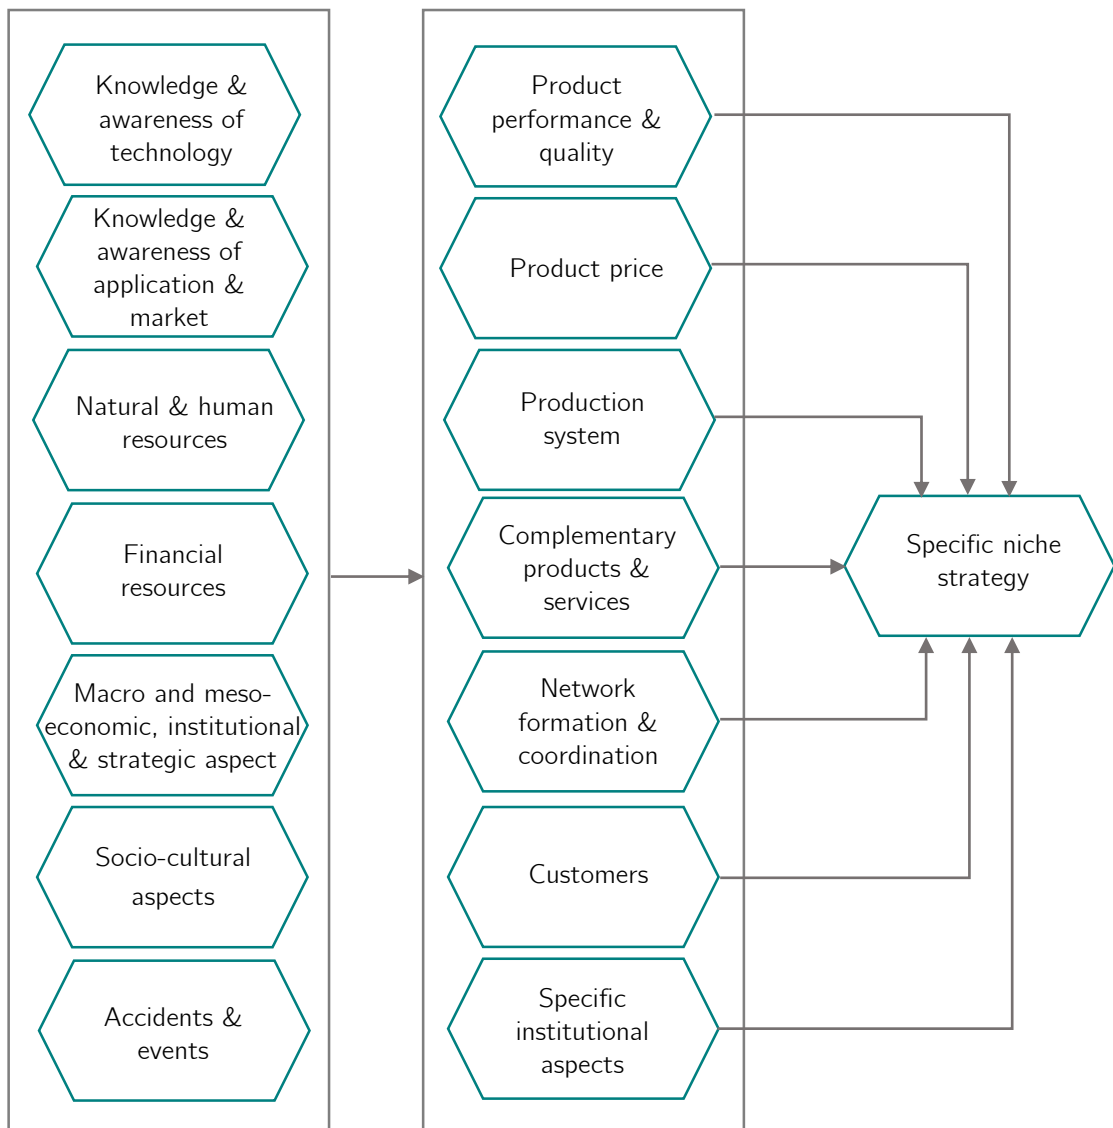 Knowledge &
awareness of
technology
Knowledge &
awareness of
application &
market
Natural & human
resources
Financial
resources
Macro and meso-
economic, institutional
& strategic aspect
Socio-cultural
aspects
Accidents &
events
Product
performance &
quality
Product price
Production
system
Complementary
products &
services
Network
formation &
coordination
Customers
Specific
institutional
aspects
Specific niche
strategy